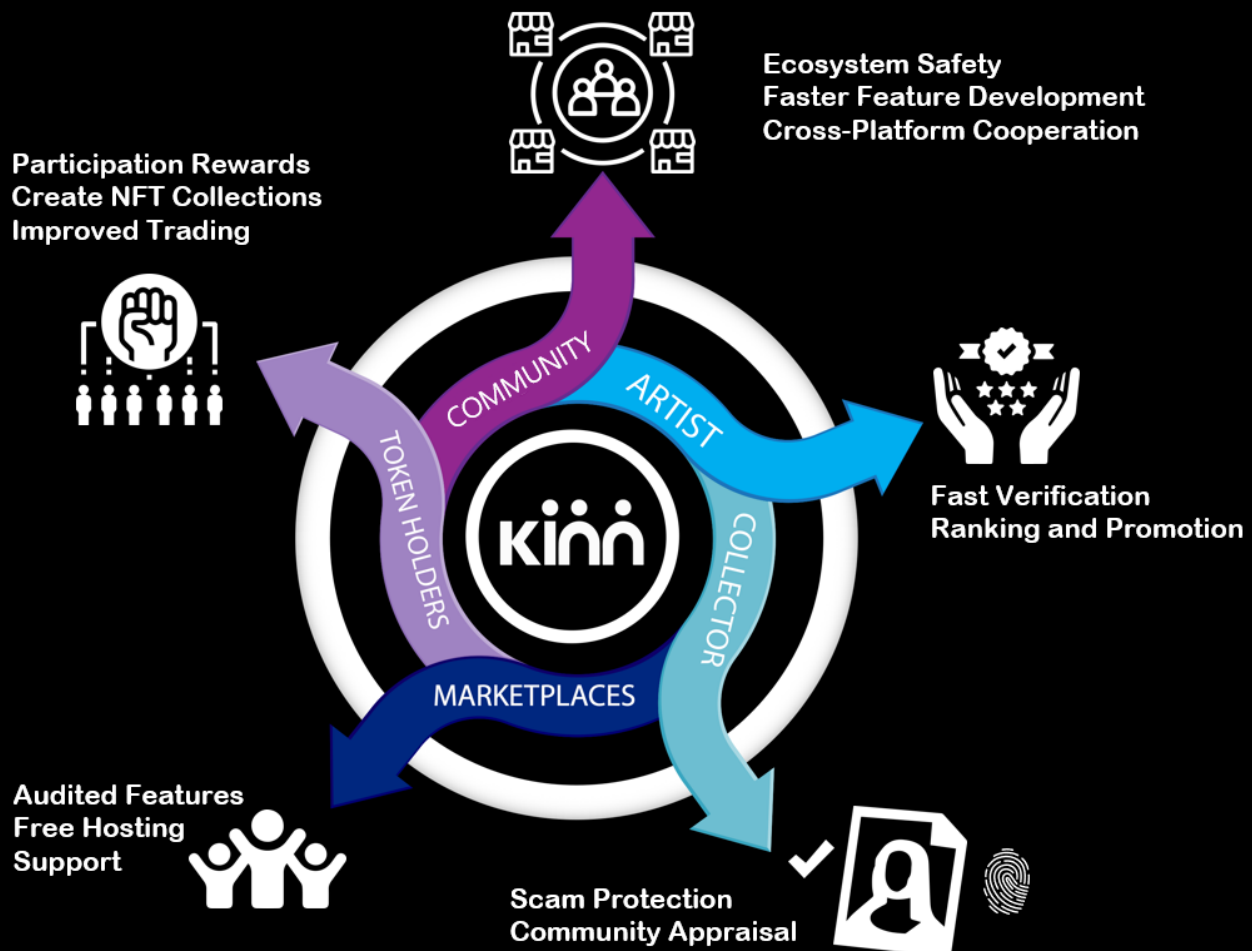 Ecosystem Safety
Faster Feature Development
Cross-Platform Cooperation
Participation Rewards
Create NFT Collections
Improved Trading
COMMUNITY
ARTIST
TOKEN HOLDERS
COLLECTOR
kinn
MARKETPLACES
Fast Verification
Ranking and Promotion
Audited Features
Free Hosting
Support
Scam Protection
Community Appraisal